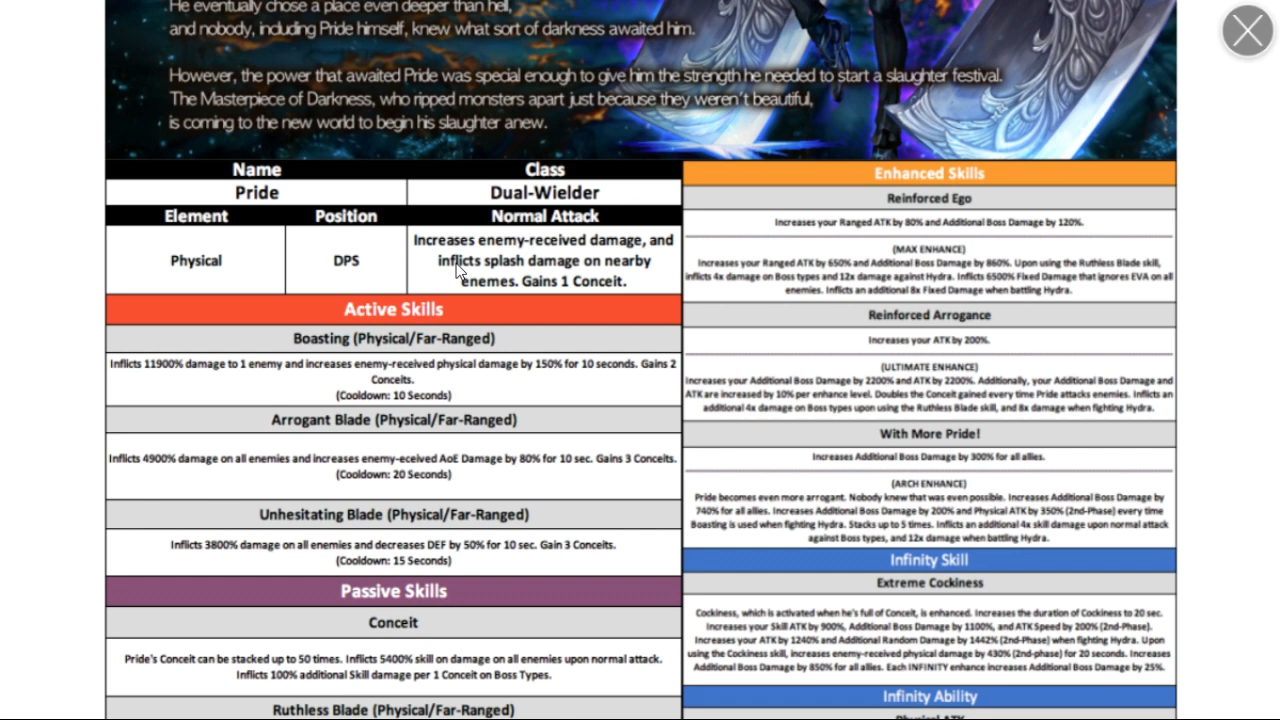 He eventually chose a place even deeper than hell,
and nobody, including Pride himself, knew what sort of darkness awaited him.
However, the power that awaited Pride was special enough to give him the strength he needed to start a slaughter festival.
The Masterpiece of Darkness, who ripped monsters apart just because they weren't beautiful,
is coming to the new world to begin his slaughter anew.
Name Class
Pride Dual-Wielder
Element Position Normal Attack
Physical DPS Increases enemy-received damage, and
inflicts splash damage on nearby
enemies. Gains 1 Conceit.
Active Skills
Boasting (Physical/Far-Ranged)
Inflicts 11900% damage to 1 enemy and increases enemy-received physical damage by 150% for 10 seconds. Gains 2
Conceits.
(Cooldown: 10 Seconds)
Arrogant Blade (Physical/Far-Ranged)
Inflicts 4900% damage on all enemies and increases enemy-eceived AoE Damage by 80% for 10 sec. Gains 3 Conceits.
(Cooldown: 20 Seconds)
Unhesitating Blade (Physical/Far-Ranged)
Inflicts 3800% damage on all enemies and decreases DEF by 50% for 10 sec. Gain 3 Conceits.
(Cooldown: 15 Seconds)
Passive Skills
Conceit
Pride's Conceit can be stacked up to 50 times. Inflicts 5400% skill on damage on all enemies upon normal attack.
Inflicts 100% additional Skill damage per 1 Conceit on Boss Types.
Ruthless Blade (Physical/Far-Ranged)
Enhanced Skills
Reinforced Ego
Increases your Ranged ATK by 80% and Additional Boss Damage by 120%.
(MAX ENHANCE)
Increases your Ranged ATK by 650% and Additional Boss Damage by 860%. Upon using the Ruthless Blade skill,
inflicts 4x damage on Boss types and 12x damage against Hydra. Inflicts 6500% Fixed Damage that ignores EVA on all
enemies. Inflicts an additional 8x Fixed Damage when battling Hydra.
Reinforced Arrogance
Increases your ATK by 200%.
(ULTIMATE ENHANCE)
Increases your Additional Boss Damage by 2200% and ATK by 2200%. Additionally, your Additional Boss Damage and
ATK are increased by 10% per enhance level. Doubles the Conceit gained every time Pride attacks enemies. Inflicts an
additional 4x damage on Boss types upon using the Ruthless Blade skill, and 8x damage when fighting Hydra.
With More Pride!
Increases Additional Boss Damage by 300% for all allies.
(ARCH ENHANCE)
Pride becomes even more arrogant. Nobody knew that was even possible. Increases Additional Boss Damage by
740% for all allies. Increases Additional Boss Damage by 200% and Physical ATK by 350% (2nd-Phase) every time
Boasting is used when fighting Hydra. Stacks up to 5 times. Inflicts an additional 4x skill damage upon normal attack
against Boss types, and 12x damage when battling Hydra.
Infinity Skill
Extreme Cockiness
Cockiness, which is activated when he's full of Conceit, is enhanced. Increases the duration of Cockiness to 20 sec.
Increases your Skill ATK by 900%, Additional Boss Damage by 1100%, and ATK Speed by 200% (2nd-Phase).
Increases your ATK by 1240% and Additional Random Damage by 1442% (2nd-Phase) when fighting Hydra. Upon
using the Cockiness skill, increases enemy-received physical damage by 430% (2nd-phase) for 20 seconds. Increases
Additional Boss Damage by 850% for all allies. Each INFINITY enhance increases Additional Boss Damage by 25%.
Infinity Ability
Physical ATK